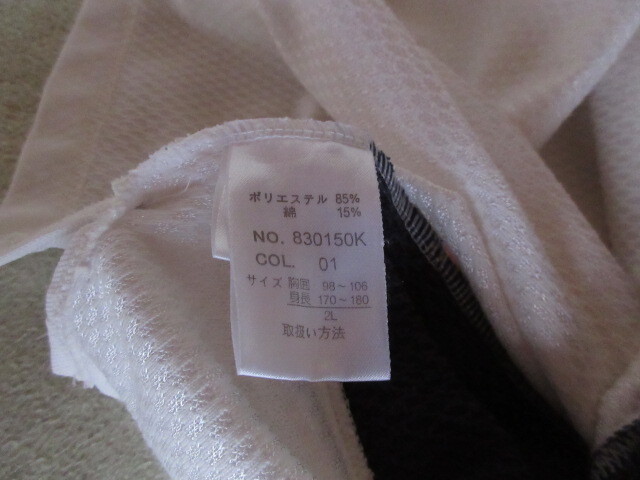 ポリエステル 85%
綿 15%
NO. 830150K
COL. 01
サイズ 胸囲 98～106
身長 170～180
2L
取扱い方法